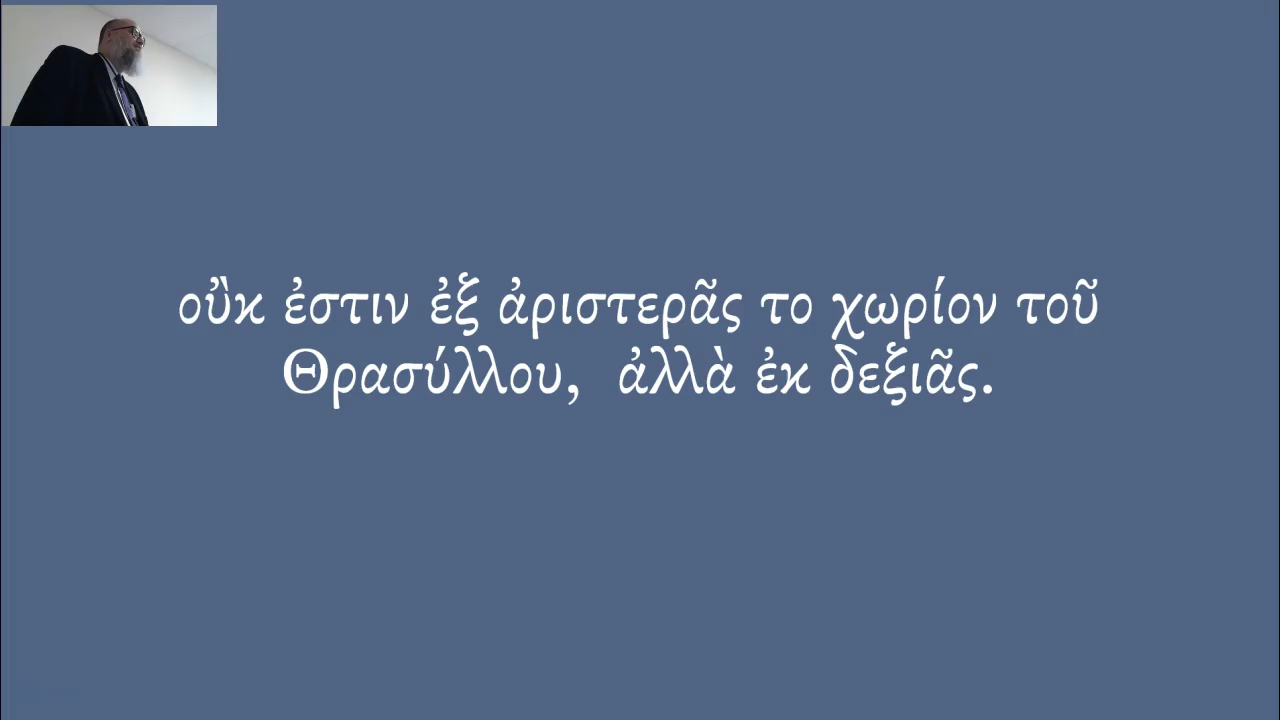 οὒκ ἐστιν ἐξ ἀριστερᾶς το χωρίον τοῦ
Θρασύλλου, ἀλλὰ ἐκ δεξιᾶς.